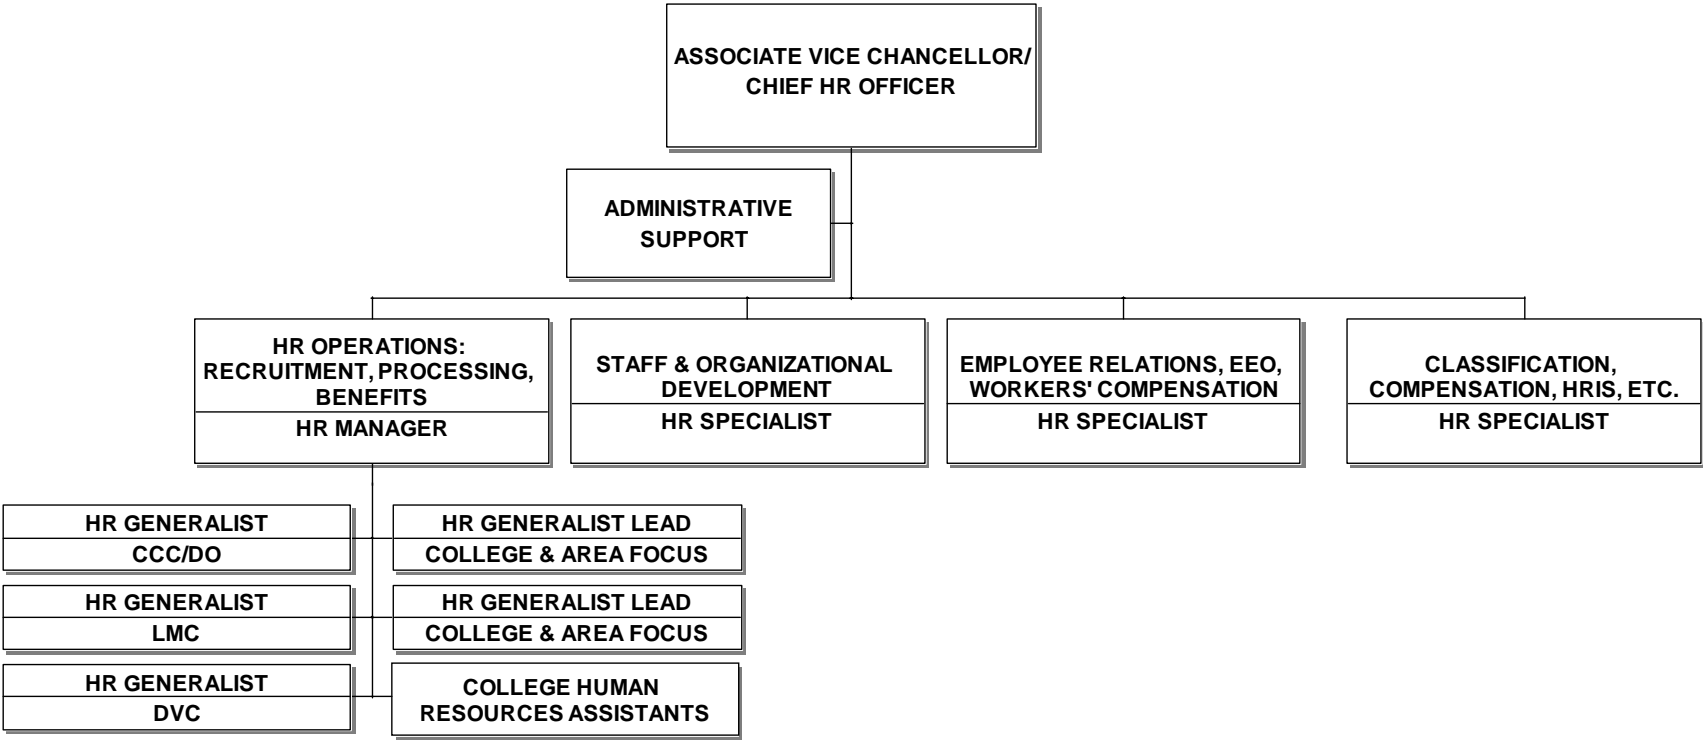 ASSOCIATE VICE CHANCELLOR/
CHIEF HR OFFICER
ADMINISTRATIVE
SUPPORT
HR OPERATIONS:
RECRUITMENT, PROCESSING,
BENEFITS
HR MANAGER
STAFF & ORGANIZATIONAL
DEVELOPMENT
HR SPECIALIST
EMPLOYEE RELATIONS, EEO,
WORKERS' COMPENSATION
HR SPECIALIST
CLASSIFICATION,
COMPENSATION, HRIS, ETC.
HR SPECIALIST
HR GENERALIST
CCC/DO
HR GENERALIST LEAD
COLLEGE & AREA FOCUS
HR GENERALIST
LMC
HR GENERALIST LEAD
COLLEGE & AREA FOCUS
HR GENERALIST
DVC
COLLEGE HUMAN
RESOURCES ASSISTANTS